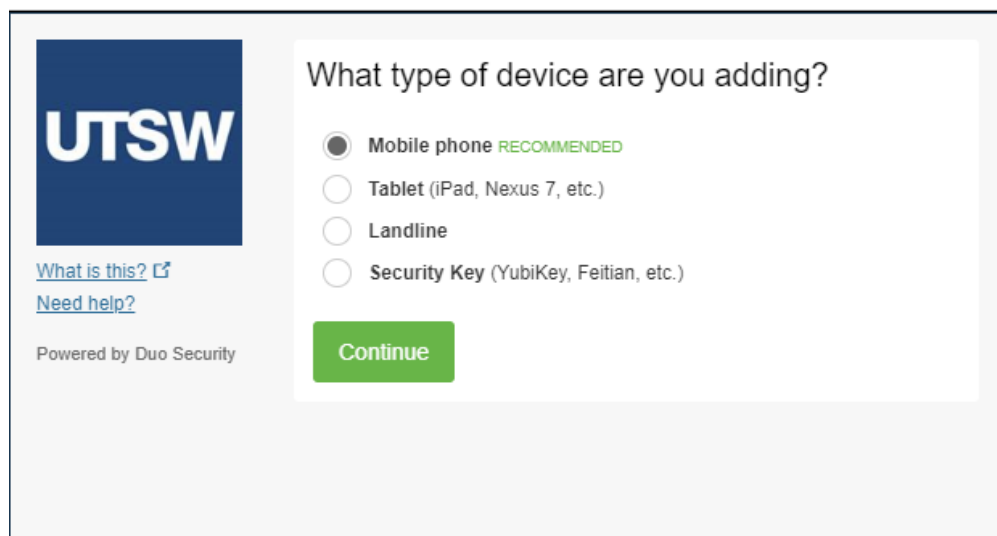 UTSW
What is this?
Need help?
Powered by Duo Security
What type of device are you adding?
Mobile phone RECOMMENDED
Tablet (iPad, Nexus 7, etc.)
Landline
Security Key (YubiKey, Feitian, etc.)
Continue